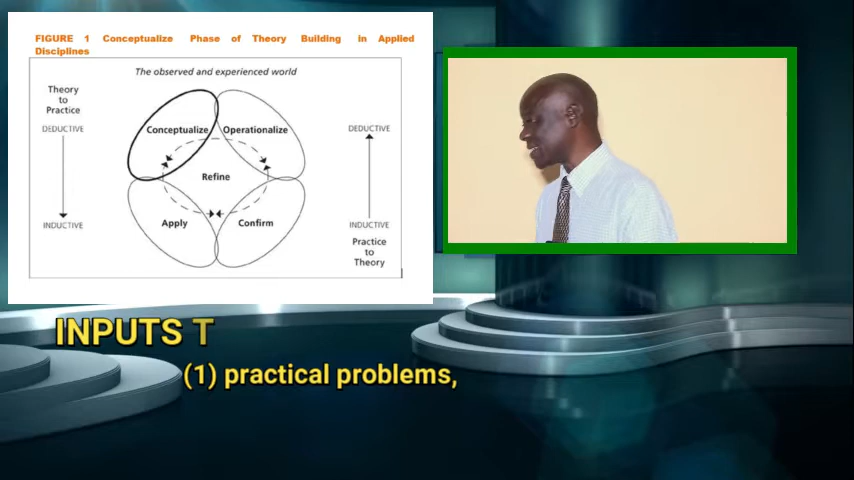 FIGURE 1 Conceptualize Phase of Theory Building in Applied
Disciplines
The observed and experienced world
Theory
to
Practice
DEDUCTIVE
INDUCTIVE
Conceptualize
Operationalize
Refine
Apply
Confirm
DEDUCTIVE
INDUCTIVE
Practice
to
Theory
INPUTS T
(1) practical problems,